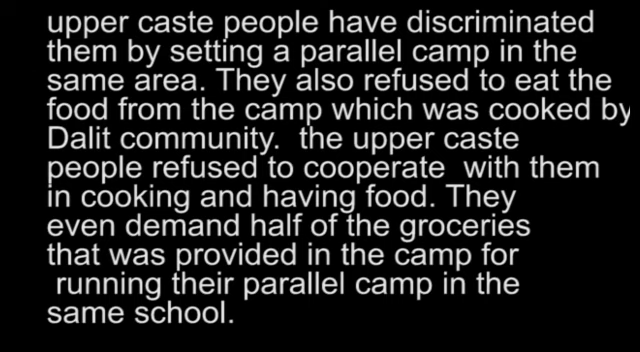 upper caste people have discriminated
them by setting a parallel camp in the
same area. They also refused to eat the
food from the camp which was cooked by
Dalit community.  the upper caste
people refused to cooperate  with them
in cooking and having food. They
even demand half of the groceries
that was provided in the camp for
running their parallel camp in the
same school.